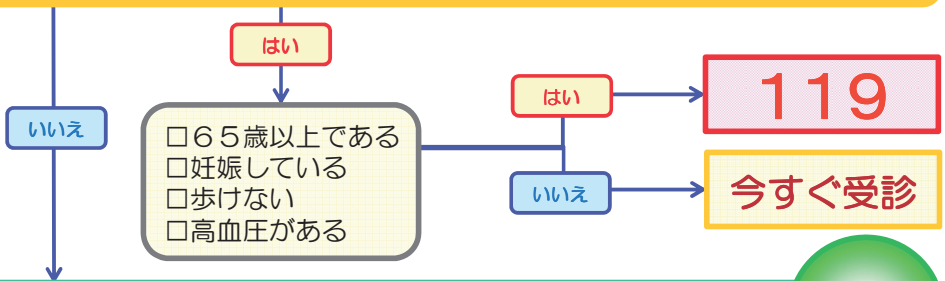 はい
はい
119
いいえ
□65歳以上である
□妊娠している
□歩けない
□高血圧がある
いいえ
今すぐ受診